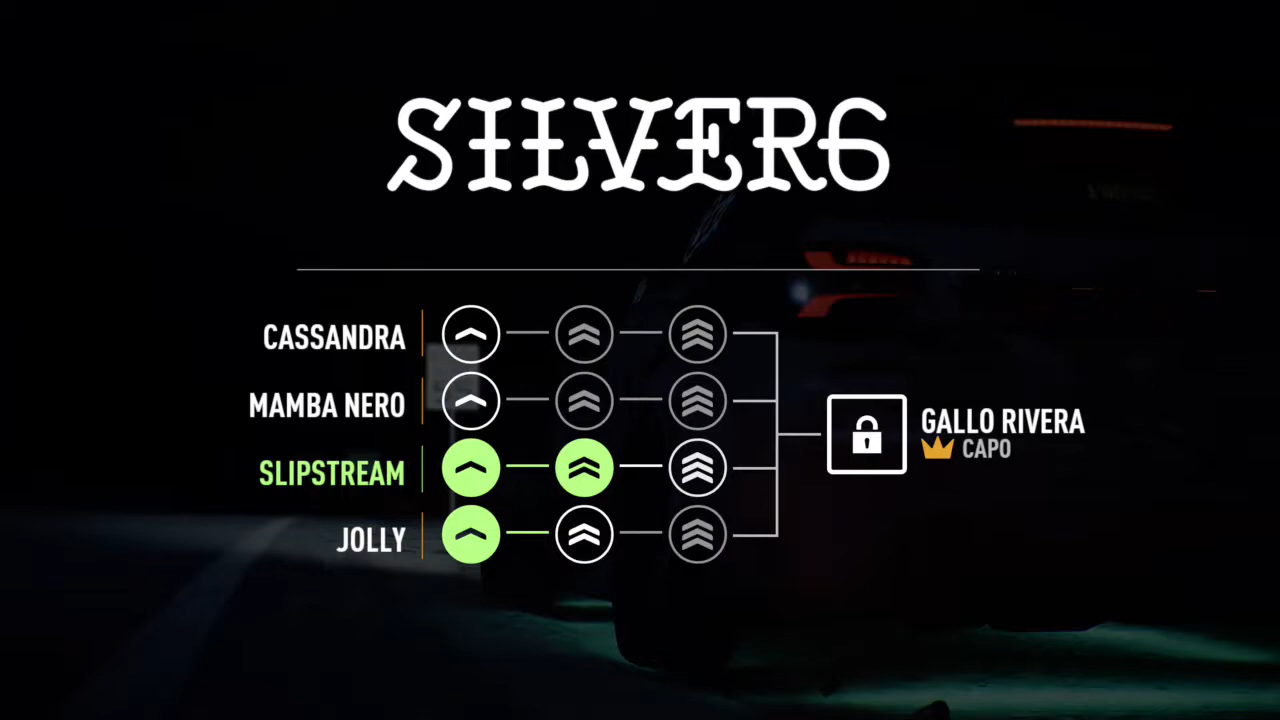 SILVER6
CASSANDRA
MAMBA NERO
SLIPSTREAM
JOLLY
GALLO RIVERA
CAPO